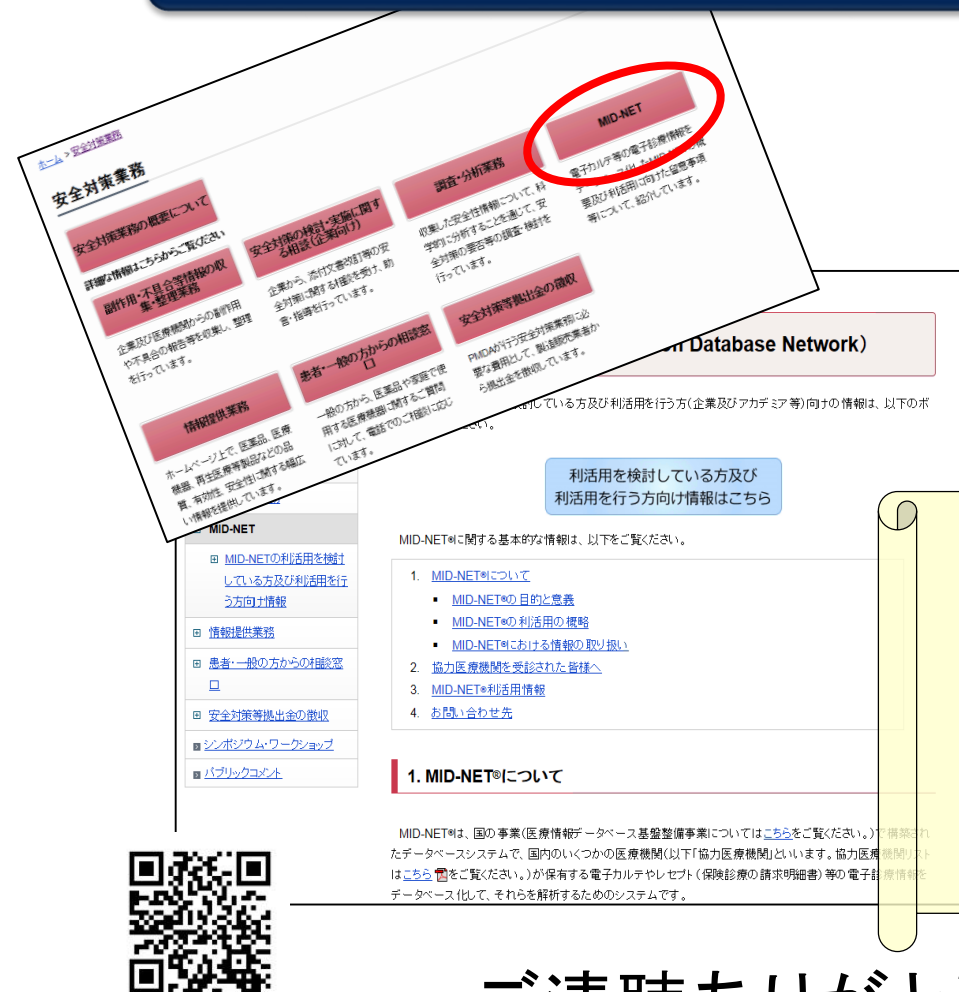 ホーム > 安全対策業務
安全対策業務
安全対策業務の概要について
詳細な情報はこちらからご覧ください
副作用・不具合等情報の収
集・整理業務
企業及び医療機関からの副作用
や不具合の報告等を収集し、整理
を行っています。
安全対策の検討・実施に関す
る相談(企業向け)
企業から、添付文書改訂等の安
全対策に関する相談を受け、助
言・指導を行っています。
調査・分析業務
収集した安全性情報について、科
学的に分析することを通じて、安
全対策の要否等の調査・検討を
行っています。
MID-NET
電子カルテ等の電子診療情報を
要及び利活用に向けた留意事項
等について、紹介しています。
情報提供業務
ホームページ上で、医薬品、医療
機器、再生医療等製品などの品
質、有効性、安全性に関する幅広
い情報を提供しています。
患者・一般の方からの相談窓
口
一般の方から、医薬品や家庭で使
用する医療機器に関するご質問
に対して、電話でのご相談に応じ
ています。
安全対策等拠出金の徴収
PMDAが行う安全対策業務に必
要な費用として、製造販売業者か
ら拠出金を徴収しています。
Database Network）
している方及び利活用を行う方(企業及びアカデミア等)向けの情報は、以下のボ
い。
利活用を検討している方及び
利活用を行う方向け情報はこちら
MID-NET
MID-NETの利活用を検討
している方及び利活用を行
う方向け情報
情報提供業務
患者・一般の方からの相談窓
口
安全対策等拠出金の徴収
シンポジウム・ワークショップ
パブリックコメント
MID-NET®に関する基本的な情報は、以下をご覧ください。
1. MID-NET®について
MID-NET®の目的と意義
MID-NET®の利活用の概略
MID-NET®における情報の取り扱い
2. 協力医療機関を受診された皆様へ
3. MID-NET®利活用情報
4. お問い合わせ先
1. MID-NET®について
MID-NET®は、国の事業(医療情報データベース基盤整備事業についてはこちらをご覧ください。)で構築され
たデータベースシステムで、国内のいくつかの医療機関(以下「協力医療機関」といいます。協力医療機関リスト
はこちらをご覧ください。)が保有する電子カルテやレセプト(保険診療の請求明細書)等の電子診療情報を
データベース化して、それらを解析するためのシステムです。
ご清聴ありがと